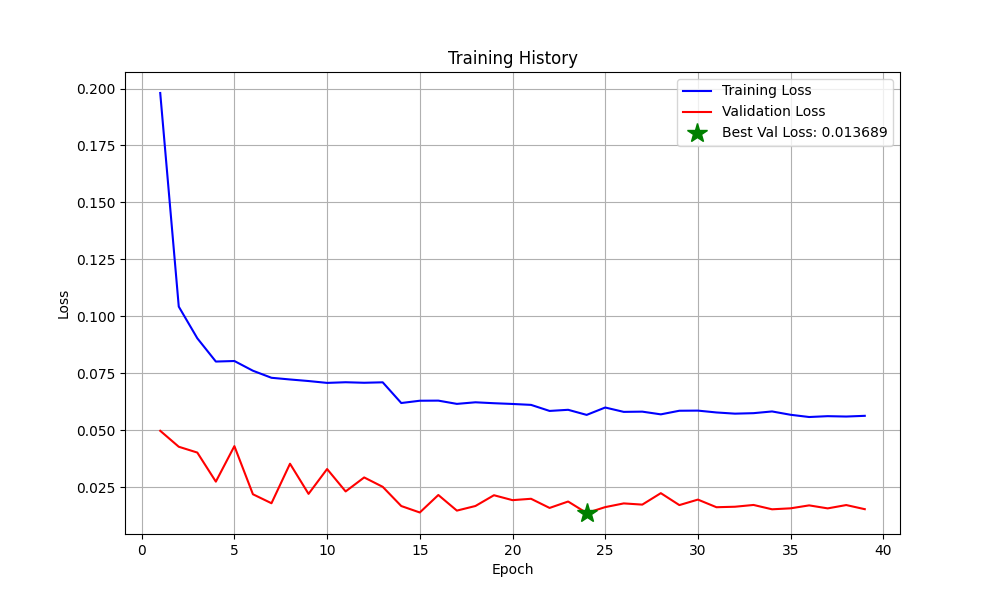 Training History
Training Loss
Validation Loss
Best Val Loss: 0.013689
0.200
0.175
0.150
0.125
0.100
0.075
0.050
0.025
Loss
0 5 10 15 20 25 30 35 40
Epoch